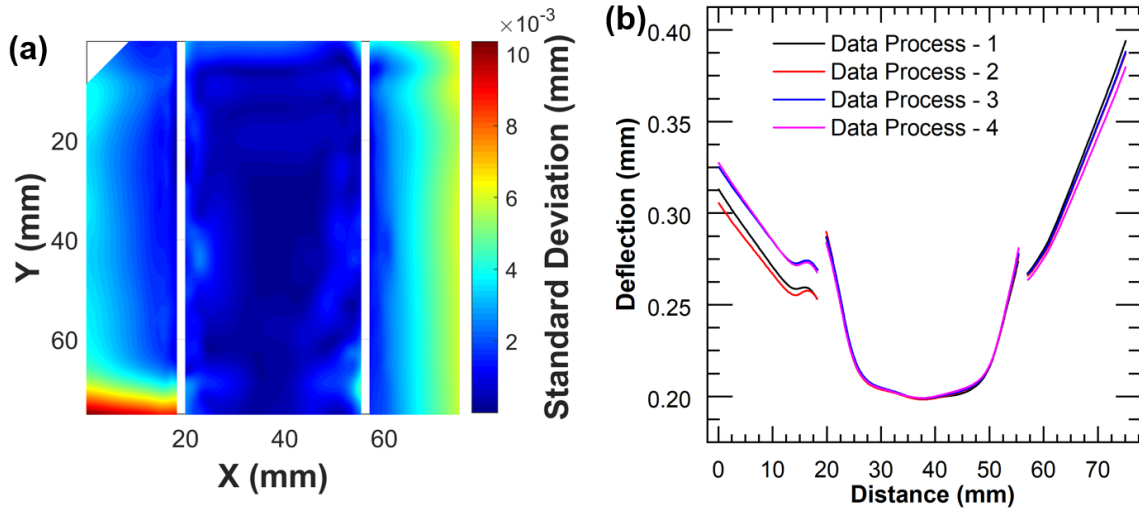 (a)
×10⁻³
10
8
6
4
2
Standard Deviation (mm)
20
40
60
Y (mm)
20
40
60
X (mm)
(b)
0.40
0.35
0.30
0.25
0.20
Deflection (mm)
Data Process - 1
Data Process - 2
Data Process - 3
Data Process - 4
0
10
20
30
40
50
60
70
Distance (mm)